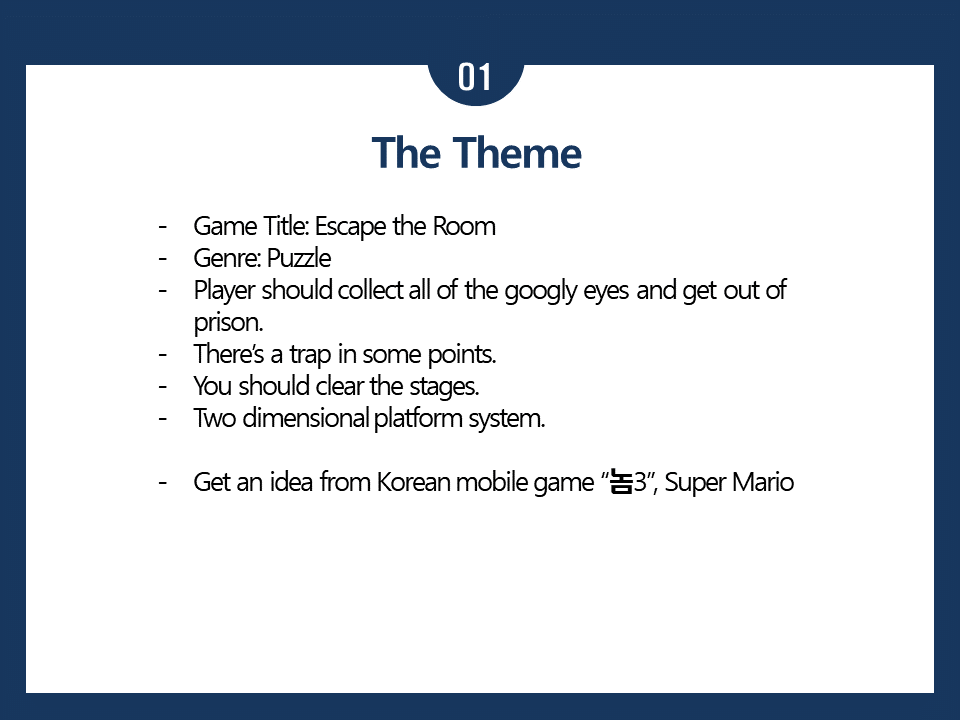 01
The Theme
- Game Title: Escape the Room
- Genre: Puzzle
- Player should collect all of the googly eyes and get out of
prison.
- There’s a trap in some points.
- You should clear the stages.
- Two dimensional platform system.
- Get an idea from Korean mobile game “놈3”, Super Mario